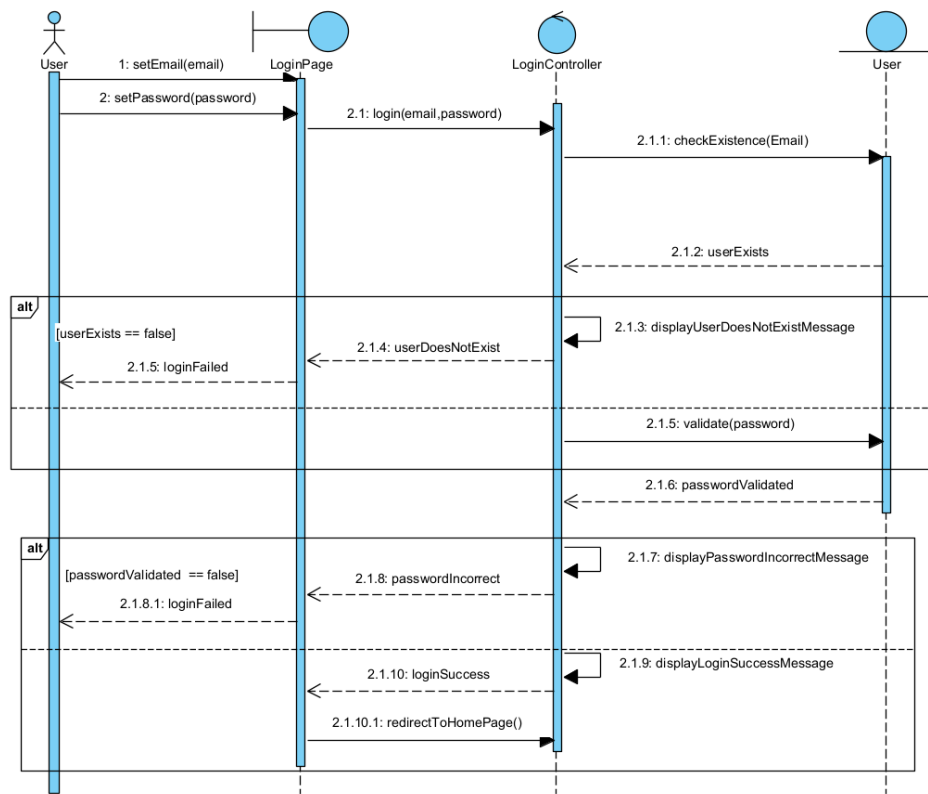 User
LoginPage
LoginController
User
1: setEmail(email)
2: setPassword(password)
2.1: login(email,password)
2.1.1: checkExistence(Email)
2.1.2: userExists
alt
[userExists == false]
2.1.3: displayUserDoesNotExistMessage
2.1.4: userDoesNotExist
2.1.5: loginFailed
2.1.5: validate(password)
2.1.6: passwordValidated
alt
2.1.7: displayPasswordIncorrectMessage
[passwordValidated == false]
2.1.8: passwordIncorrect
2.1.8.1: loginFailed
2.1.9: displayLoginSuccessMessage
2.1.10: loginSuccess
2.1.10.1: redirectToHomePage()